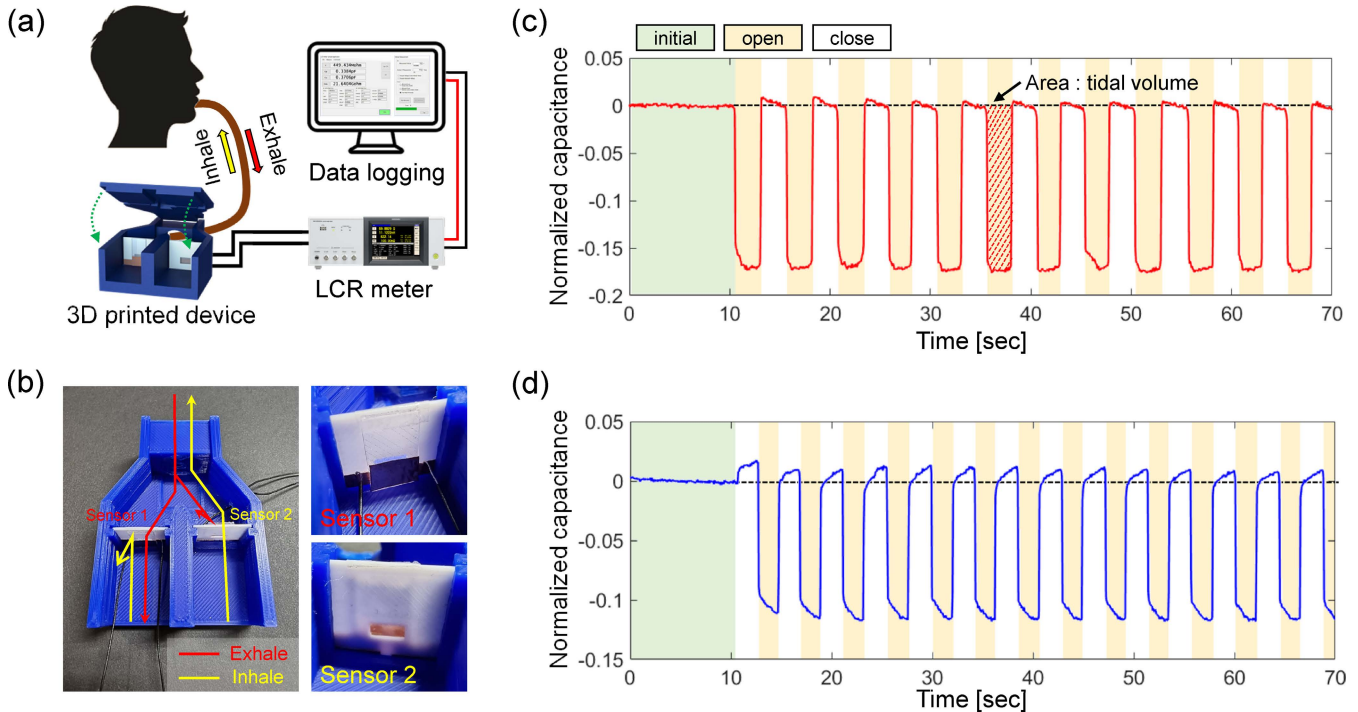 (a)
Inhale
Exhale
Data logging
LCR meter
3D printed device
(b)
Sensor 1
Sensor 2
Exhale
Inhale
Sensor 1
Sensor 2
(c)
initial
open
close
Area : tidal volume
Normalized capacitance
0.05
0
-0.05
-0.1
-0.15
-0.2
0 10 20 30 40 50 60 70
Time [sec]
(d)
Normalized capacitance
0.05
0
-0.05
-0.1
-0.15
0 10 20 30 40 50 60 70
Time [sec]